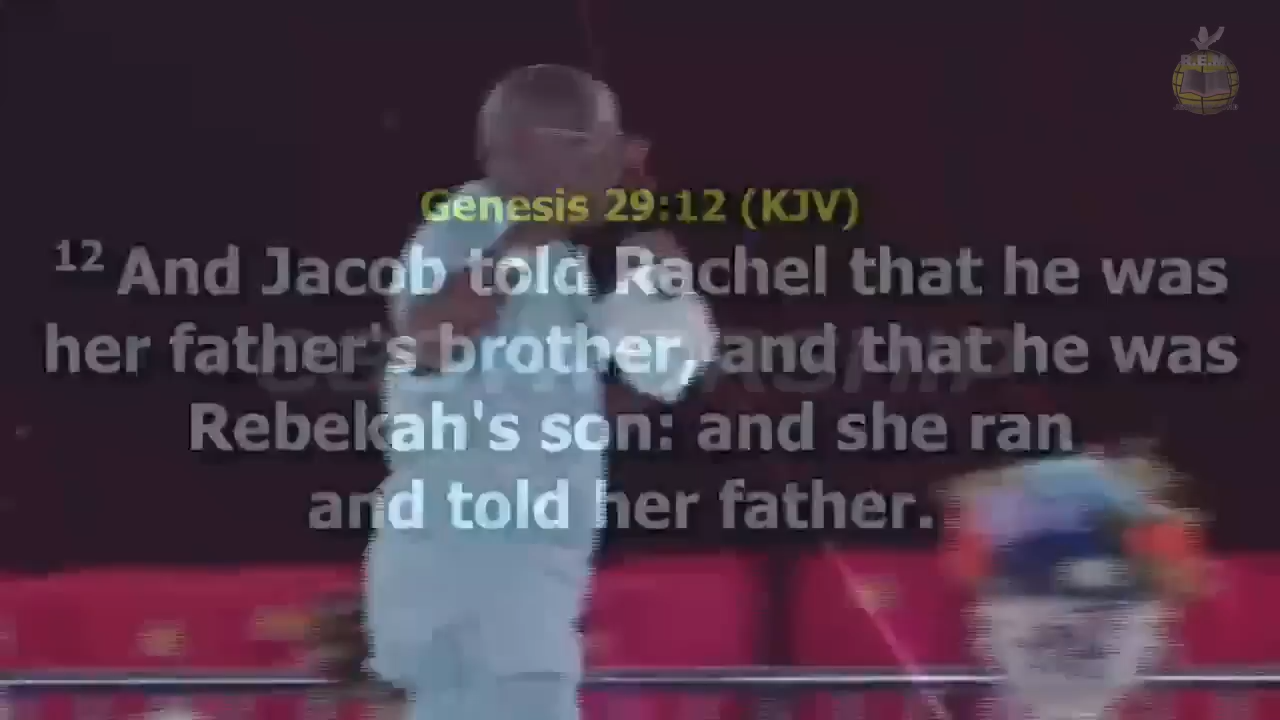 R.E.M.
Genesis 29:12 (KJV)
12 And Jacob told Rachel that he was
her father's brother, and that he was
Rebekah's son: and she ran
and told her father.